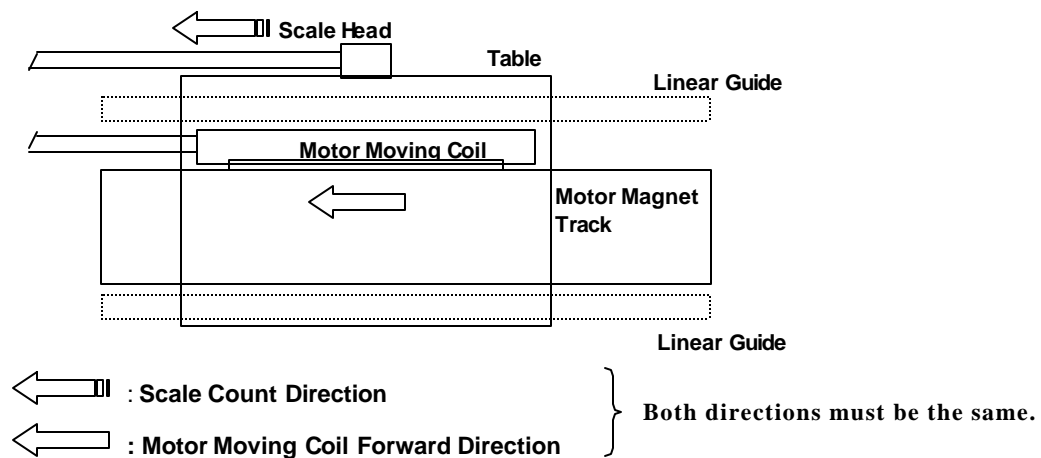 Scale Head
Table
Linear Guide
Motor Moving Coil
Motor Magnet
Track
Linear Guide
: Scale Count Direction
: Motor Moving Coil Forward Direction
Both directions must be the same.